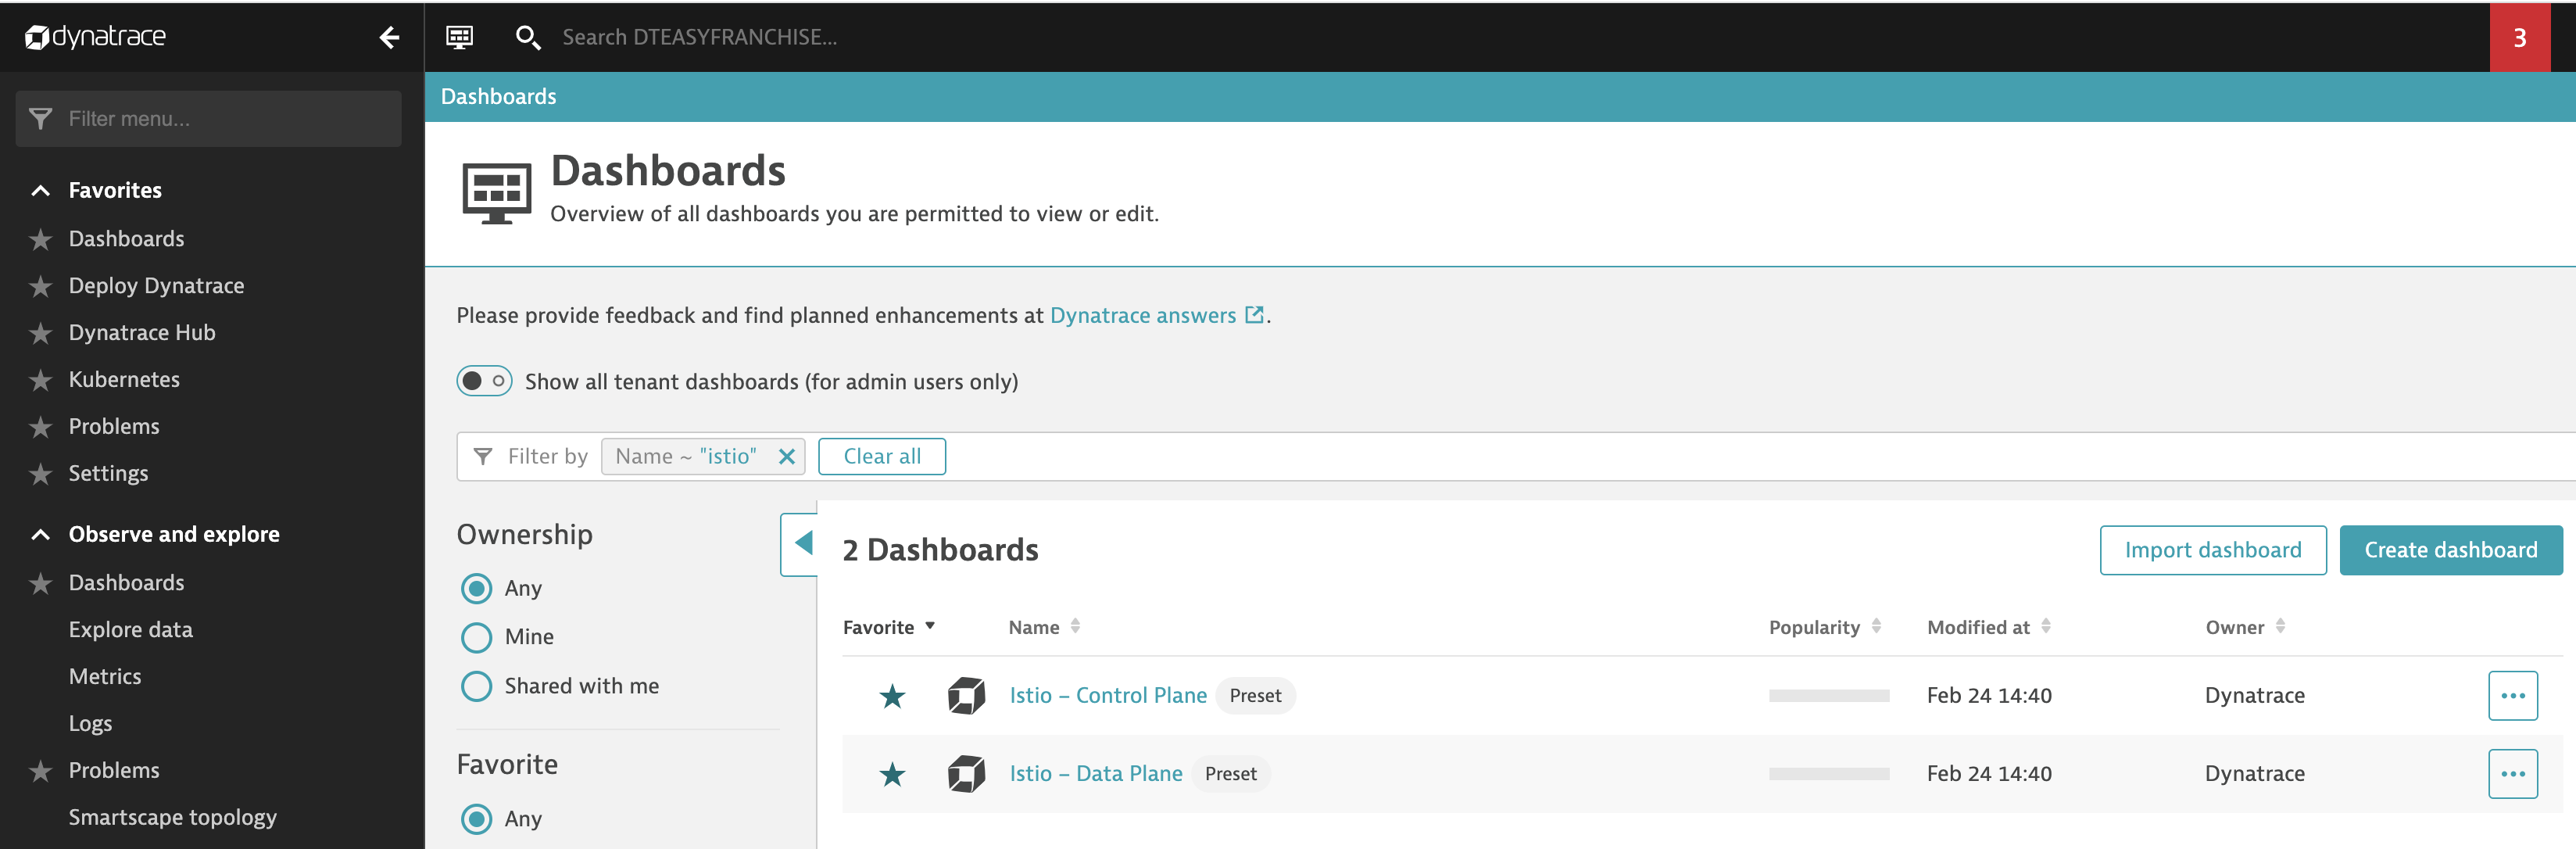 dynatrace
Search DTEASYFRANCHISE...
3
Filter menu...
Favorites
Dashboards
Deploy Dynatrace
Dynatrace Hub
Kubernetes
Problems
Settings
Observe and explore
Dashboards
Explore data
Metrics
Logs
Problems
Smartscape topology
Dashboards
Dashboards
Overview of all dashboards you are permitted to view or edit.
Please provide feedback and find planned enhancements at Dynatrace answers.
Show all tenant dashboards (for admin users only)
Filter by Name ~ "istio" Clear all
Ownership
Any
Mine
Shared with me
Favorite
Any
2 Dashboards
Import dashboard Create dashboard
Favorite Name Popularity Modified at Owner
Istio – Control Plane Preset Feb 24 14:40 Dynatrace
Istio – Data Plane Preset Feb 24 14:40 Dynatrace